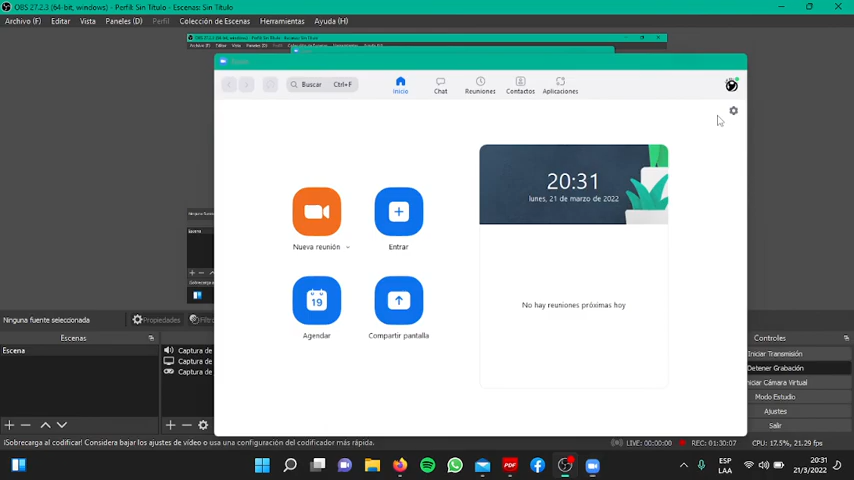 OBS 27.2.3 (64-bit, windows) - Perfil: Sin Título - Escenas: Sin Título
Archivo (F) Editar Vista Paneles (D) Perfil Colección de Escenas Herramientas Ayuda (H)
Buscar Ctrl+F
Inicio Chat Reuniones Contactos Aplicaciones
20:31
lunes, 21 de marzo de 2022
Nueva reunión Entrar
No hay reuniones próximas hoy
19
Agendar Compartir pantalla
Ninguna fuente seleccionada Propiedades Filtro
Escenas
Escena
Captura de
Captura de
Captura de
Controles
Iniciar Transmisión
Detener Grabación
Iniciar Cámara Virtual
Modo Estudio
Ajustes
Salir
¡Sobrecarga al codificar! Considera bajar los ajustes de vídeo o usa una configuración del codificador más rápida.
LIVE: 00:00:00 REC: 01:30:07 CPU: 17.5%, 21.29 fps
PDF
ESP
LAA
20:31
21/3/2022